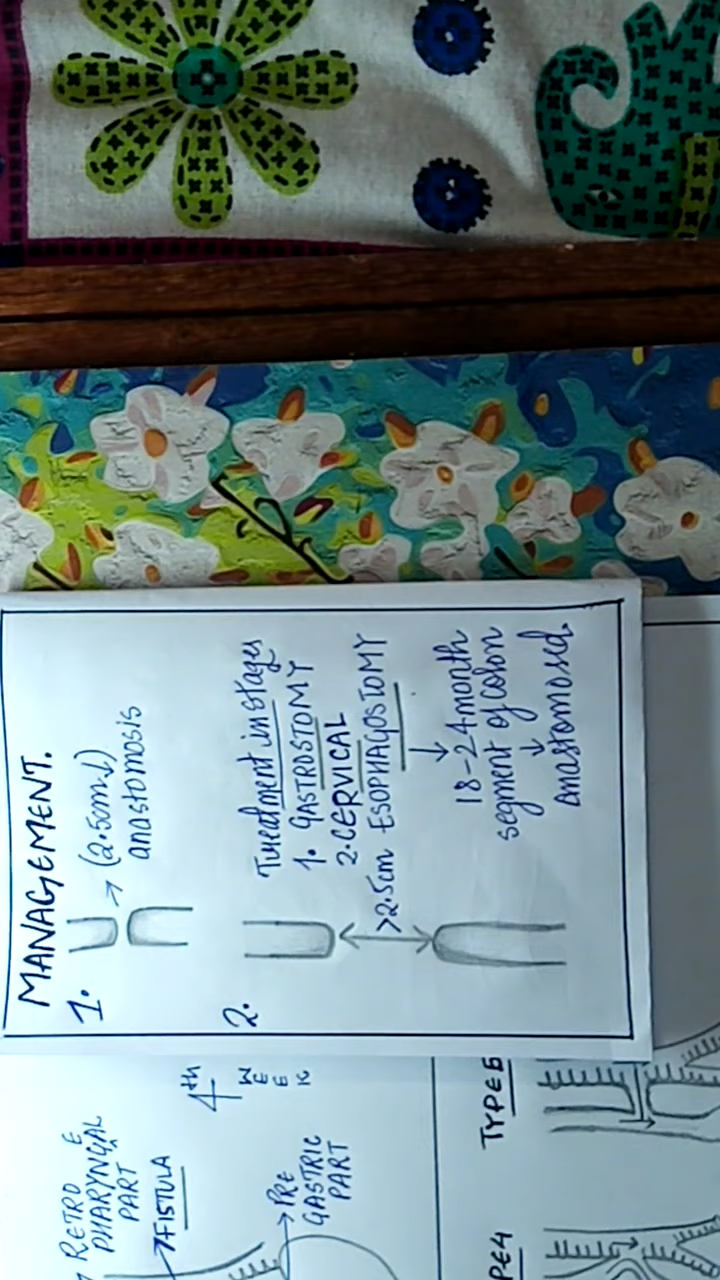 MANAGEMENT.
1. → (2.5cm↓)
anastomosis
2. Treatment in stages
1. GASTROSTOMY
2. CERVICAL
ESOPHAGOSTOMY
>2.5cm
↓
18-24 month
segment of colon
↓
anastomosed.
RETRO
PHARYNGEAL
PART
FISTULA
4th
WEEK
PRE
GASTRIC
PART
TYPE